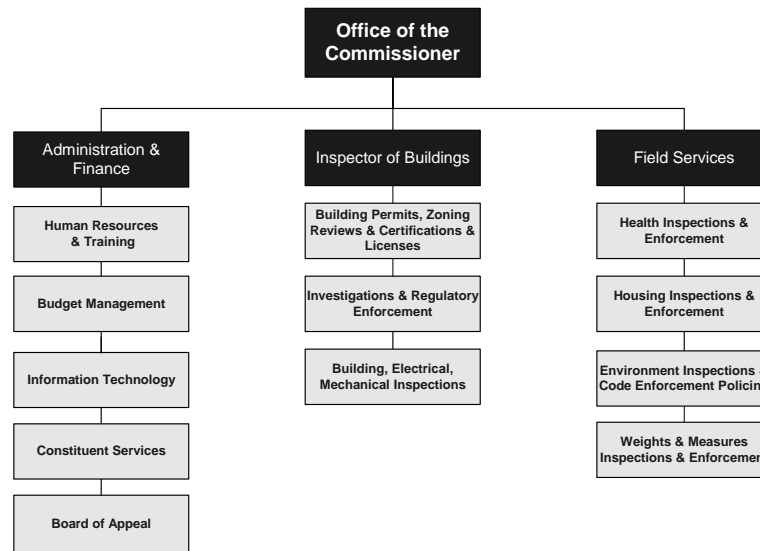 Office of the
Commissioner
Administration &
Finance
Inspector of Buildings
Field Services
Human Resources
& Training
Budget Management
Information Technology
Constituent Services
Board of Appeal
Building Permits, Zoning
Reviews & Certifications &
Licenses
Investigations & Regulatory
Enforcement
Building, Electrical,
Mechanical Inspections
Health Inspections &
Enforcement
Housing Inspections &
Enforcement
Environment Inspections
Code Enforcement
Weights & Measures
Inspections &